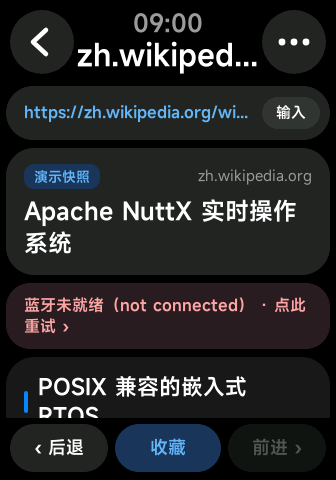 09:00
zh.wikiped...
https://zh.wikipedia.org/wi...
输入
演示快照
zh.wikipedia.org
Apache NuttX 实时操作
系统
蓝牙未就绪（not connected） · 点此
重试 ›
POSIX 兼容的嵌入式
RTOS
‹ 后退
收藏
前进 ›